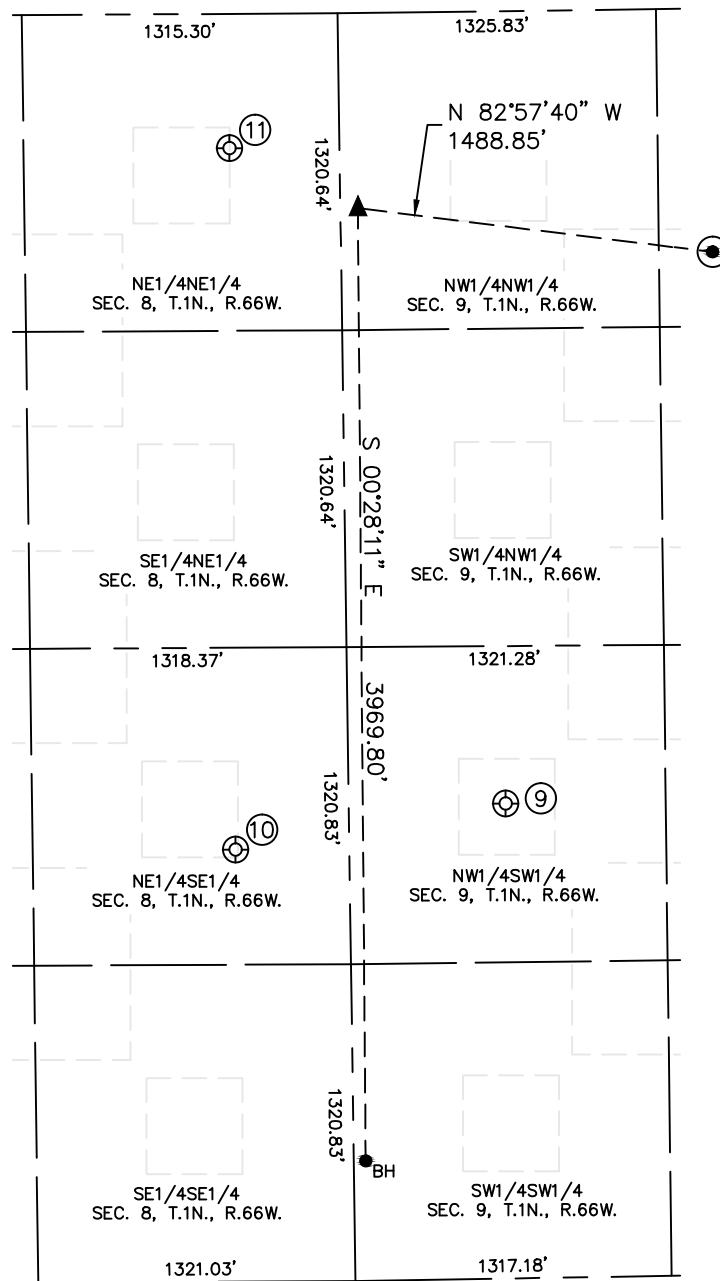 1315.30'
1325.83'
N 82°57'40" W
1488.85'
11
1320.64'
NE1/4NE1/4
SEC. 8, T.1N., R.66W.
NW1/4NW1/4
SEC. 9, T.1N., R.66W.
S 00°28'11" E
1320.64'
SE1/4NE1/4
SEC. 8, T.1N., R.66W.
SW1/4NW1/4
SEC. 9, T.1N., R.66W.
1318.37'
1321.28'
3969.80'
1320.83'
9
10
NE1/4SE1/4
SEC. 8, T.1N., R.66W.
NW1/4SW1/4
SEC. 9, T.1N., R.66W.
1320.83'
BH
SE1/4SE1/4
SEC. 8, T.1N., R.66W.
SW1/4SW1/4
SEC. 9, T.1N., R.66W.
1321.03'
1317.18'